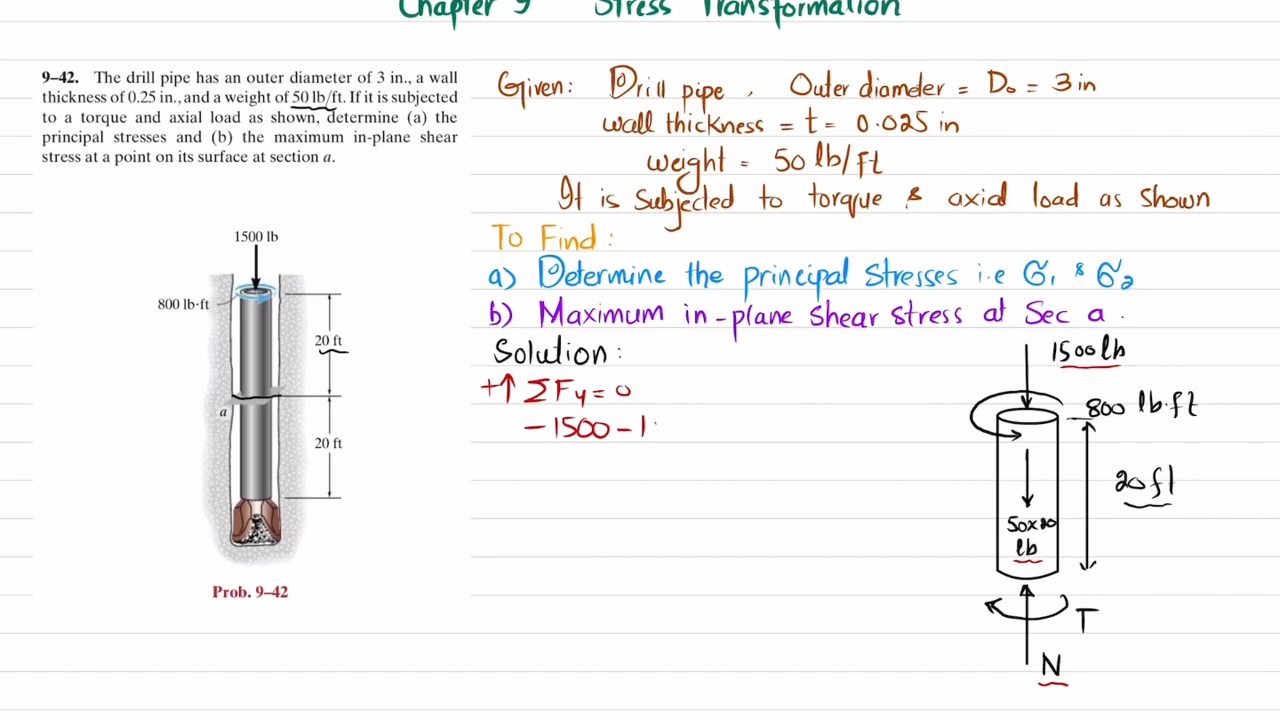 Chapter 9 Stress Transformation
9–42. The drill pipe has an outer diameter of 3 in., a wall
thickness of 0.25 in., and a weight of 50 lb/ft. If it is subjected
to a torque and axial load as shown, determine (a) the
principal stresses and (b) the maximum in-plane shear
stress at a point on its surface at section a.
1500 lb
800 lb·ft
20 ft
a
20 ft
Prob. 9–42
Given: Drill pipe, Outer diameter = D₀ = 3 in
wall thickness = t = 0.025 in
weight = 50 lb/ft
It is subjected to torque & axial load as shown
To Find:
a) Determine the principal stresses i.e σ₁ & σ₂
b) Maximum in-plane shear stress at Sec a.
Solution:
+↑ ΣFy = 0
−1500 − 1
1500 lb
800 lb.ft
20 ft
50×20
lb
T
N